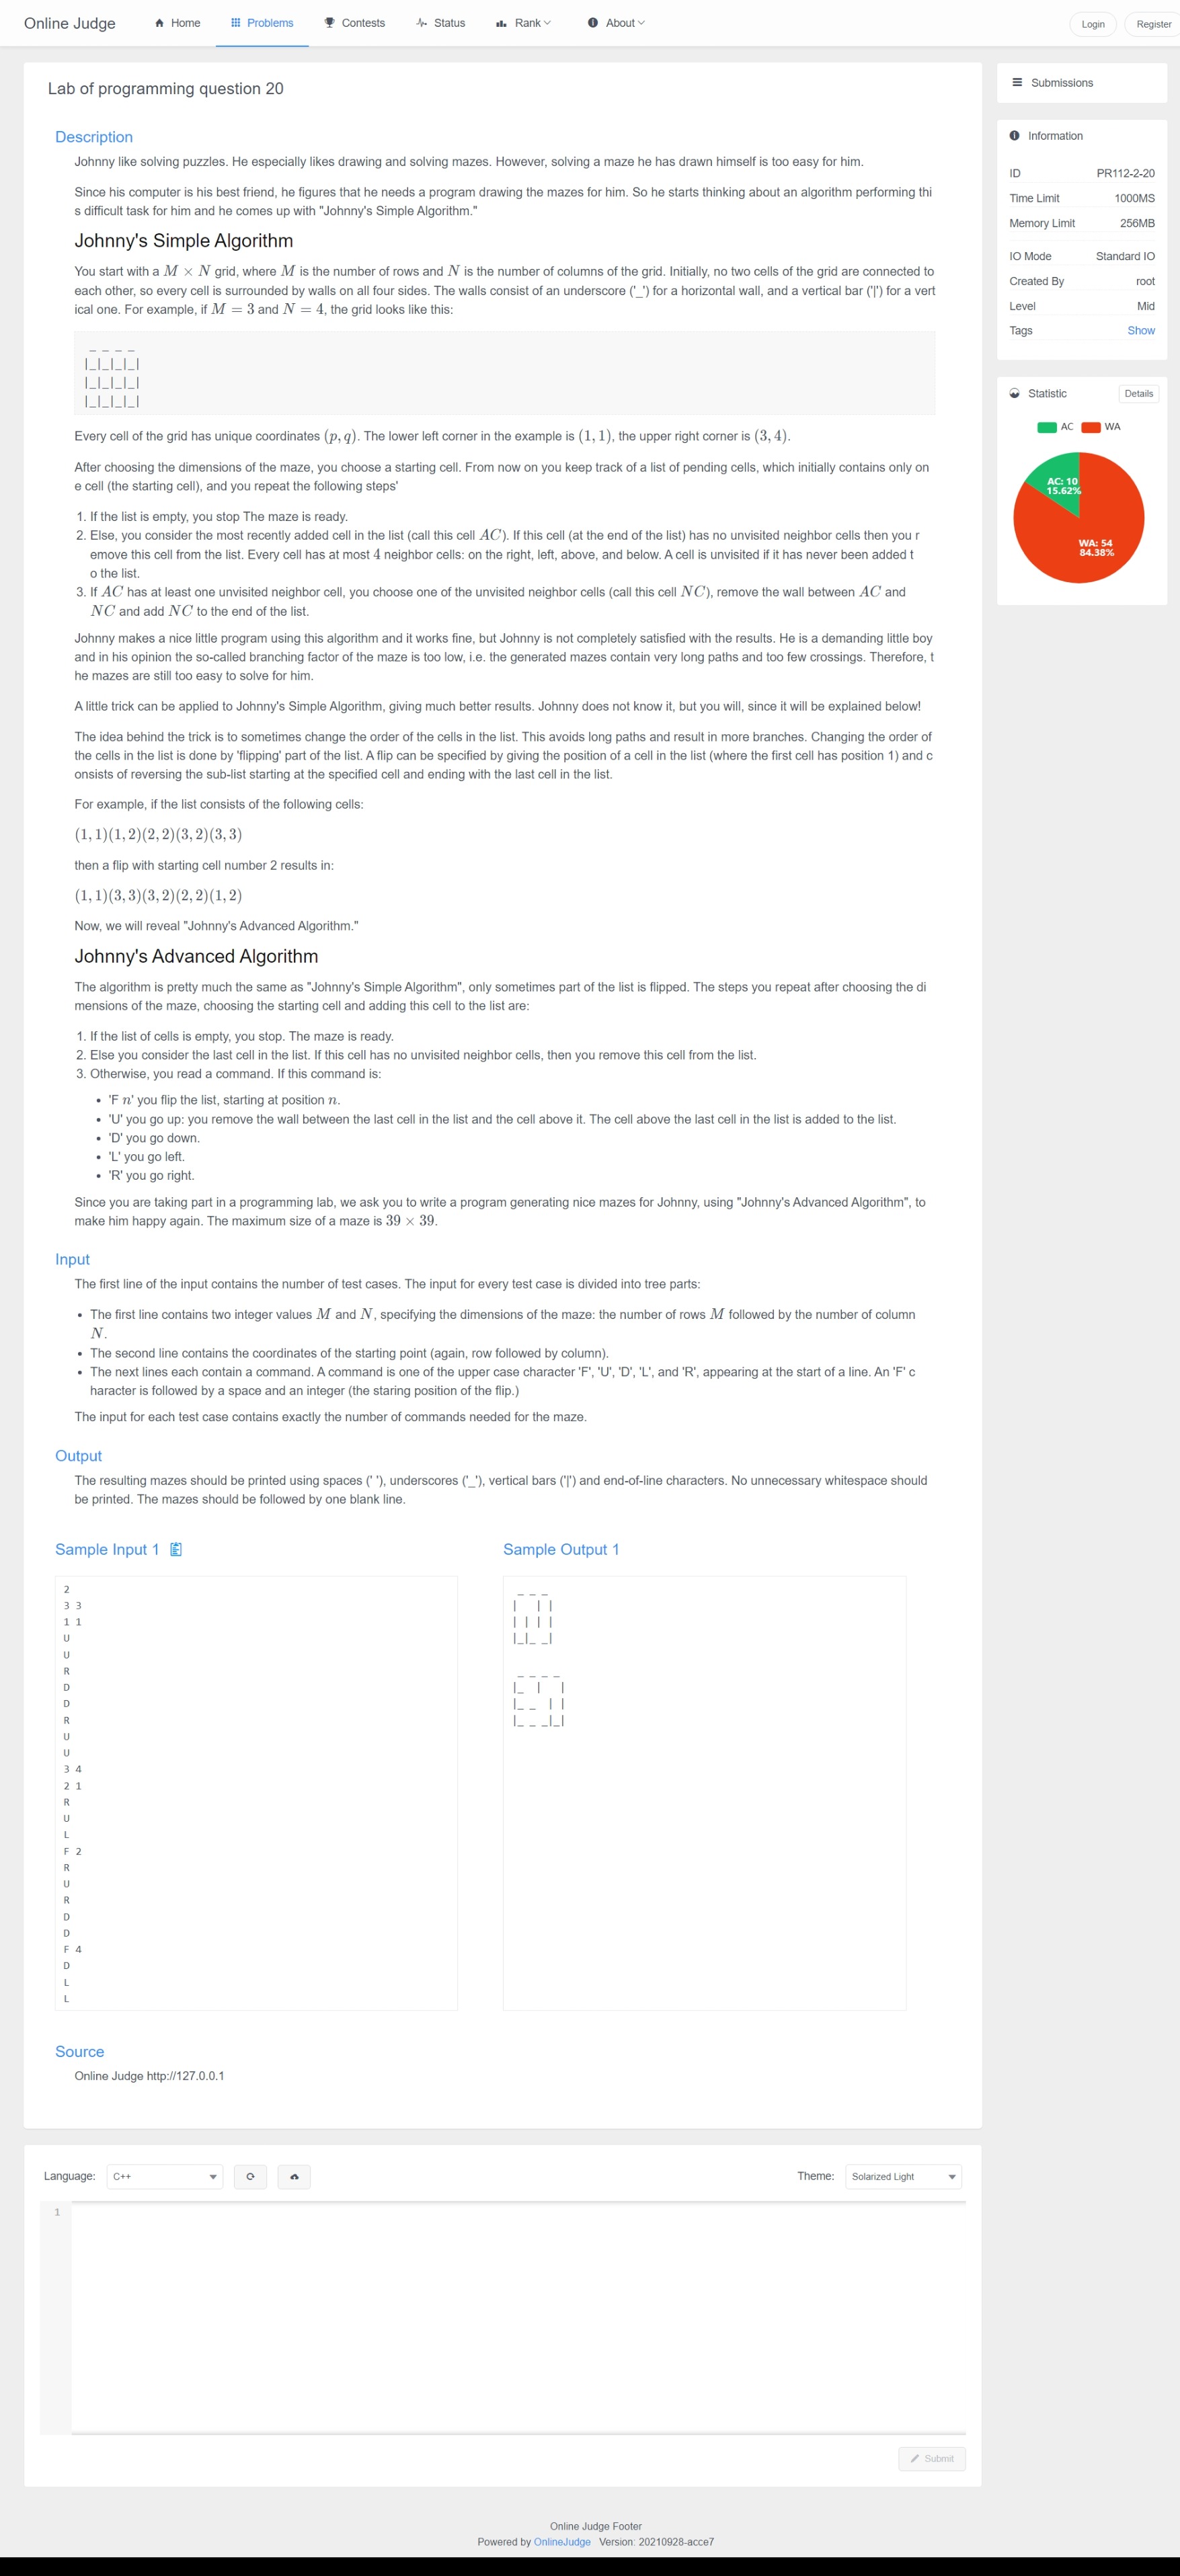 Online Judge
Home
Problems
Contests
Status
Rank
About
Login
Register
Lab of programming question 20
Description
Johnny like solving puzzles. He especially likes drawing and solving mazes. However, solving a maze he has drawn himself is too easy for him.
Since his computer is his best friend, he figures that he needs a program drawing the mazes for him. So he starts thinking about an algorithm performing thi
s difficult task for him and he comes up with "Johnny's Simple Algorithm."
Johnny's Simple Algorithm
You start with a M × N grid, where M is the number of rows and N is the number of columns of the grid. Initially, no two cells of the grid are connected to
each other, so every cell is surrounded by walls on all four sides. The walls consist of an underscore ('_') for a horizontal wall, and a vertical bar ('|') for a vert
ical one. For example, if M = 3 and N = 4, the grid looks like this:
 _ _ _ _
|_|_|_|_|
|_|_|_|_|
|_|_|_|_|
Every cell of the grid has unique coordinates (p, q). The lower left corner in the example is (1, 1), the upper right corner is (3, 4).
After choosing the dimensions of the maze, you choose a starting cell. From now on you keep track of a list of pending cells, which initially contains only on
e cell (the starting cell), and you repeat the following steps'
1. If the list is empty, you stop The maze is ready.
2. Else, you consider the most recently added cell in the list (call this cell AC). If this cell (at the end of the list) has no unvisited neighbor cells then you r
emove this cell from the list. Every cell has at most 4 neighbor cells: on the right, left, above, and below. A cell is unvisited if it has never been added t
o the list.
3. If AC has at least one unvisited neighbor cell, you choose one of the unvisited neighbor cells (call this cell NC), remove the wall between AC and
NC and add NC to the end of the list.
Johnny makes a nice little program using this algorithm and it works fine, but Johnny is not completely satisfied with the results. He is a demanding little boy
and in his opinion the so-called branching factor of the maze is too low, i.e. the generated mazes contain very long paths and too few crossings. Therefore, t
he mazes are still too easy to solve for him.
A little trick can be applied to Johnny's Simple Algorithm, giving much better results. Johnny does not know it, but you will, since it will be explained below!
The idea behind the trick is to sometimes change the order of the cells in the list. This avoids long paths and result in more branches. Changing the order of
the cells in the list is done by 'flipping' part of the list. A flip can be specified by giving the position of a cell in the list (where the first cell has position 1) and c
onsists of reversing the sub-list starting at the specified cell and ending with the last cell in the list.
For example, if the list consists of the following cells:
(1, 1)(1, 2)(2, 2)(3, 2)(3, 3)
then a flip with starting cell number 2 results in:
(1, 1)(3, 3)(3, 2)(2, 2)(1, 2)
Now, we will reveal "Johnny's Advanced Algorithm."
Johnny's Advanced Algorithm
The algorithm is pretty much the same as "Johnny's Simple Algorithm", only sometimes part of the list is flipped. The steps you repeat after choosing the di
mensions of the maze, choosing the starting cell and adding this cell to the list are:
1. If the list of cells is empty, you stop. The maze is ready.
2. Else you consider the last cell in the list. If this cell has no unvisited neighbor cells, then you remove this cell from the list.
3. Otherwise, you read a command. If this command is:
• 'F n' you flip the list, starting at position n.
• 'U' you go up: you remove the wall between the last cell in the list and the cell above it. The cell above the last cell in the list is added to the list.
• 'D' you go down.
• 'L' you go left.
• 'R' you go right.
Since you are taking part in a programming lab, we ask you to write a program generating nice mazes for Johnny, using "Johnny's Advanced Algorithm", to
make him happy again. The maximum size of a maze is 39 × 39.
Input
The first line of the input contains the number of test cases. The input for every test case is divided into tree parts:
• The first line contains two integer values M and N, specifying the dimensions of the maze: the number of rows M followed by the number of column
N.
• The second line contains the coordinates of the starting point (again, row followed by column).
• The next lines each contain a command. A command is one of the upper case character 'F', 'U', 'D', 'L', and 'R', appearing at the start of a line. An 'F' c
haracter is followed by a space and an integer (the staring position of the flip.)
The input for each test case contains exactly the number of commands needed for the maze.
Output
The resulting mazes should be printed using spaces (' '), underscores ('_'), vertical bars ('|') and end-of-line characters. No unnecessary whitespace should
be printed. The mazes should be followed by one blank line.
Sample Input 1
2
3 3
1 1
U
U
R
D
D
R
U
U
3 4
2 1
R
U
L
F 2
R
U
R
D
D
F 4
D
L
L
Sample Output 1
 _ _ _
|   | |
| | | |
|_|_ _|
 _ _ _ _
|_  |   |
|_ _  | |
|_ _ _|_|
Source
Online Judge http://127.0.0.1
Submissions
Information
ID PR112-2-20
Time Limit 1000MS
Memory Limit 256MB
IO Mode Standard IO
Created By root
Level Mid
Tags Show
Statistic
Details
AC WA
AC: 10
15.62%
WA: 54
84.38%
Language: C++
Theme: Solarized Light
1
Submit
Online Judge Footer
Powered by OnlineJudge Version: 20210928-acce7